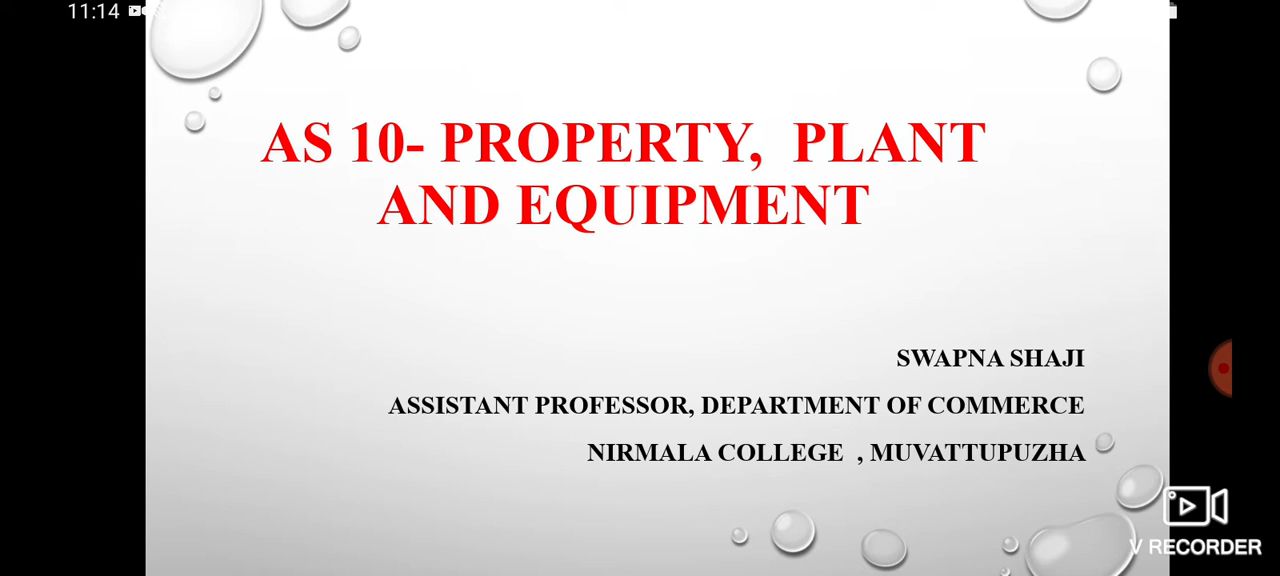 11:14
AS 10- PROPERTY, PLANT
AND EQUIPMENT
SWAPNA SHAJI
ASSISTANT PROFESSOR, DEPARTMENT OF COMMERCE
NIRMALA COLLEGE , MUVATTUPUZHA
V RECORDER